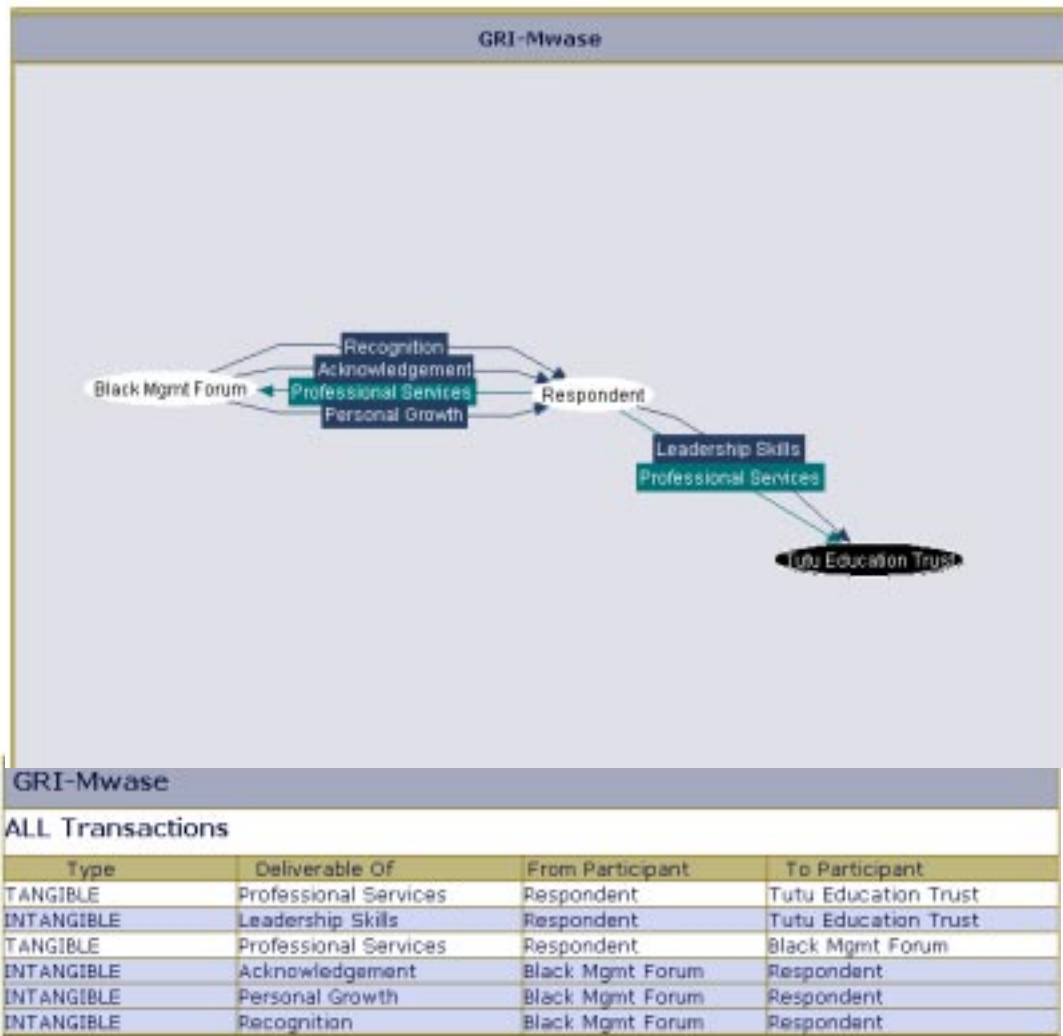 GRI-Mwase
Recognition
Acknowledgement
Black Mgmt Forum
Professional Services
Respondent
Personal Growth
Leadership Skills
Professional Services
Tutu Education Trust
GRI-Mwase
ALL Transactions
Type Deliverable Of From Participant To Participant
TANGIBLE Professional Services Respondent Tutu Education Trust
INTANGIBLE Leadership Skills Respondent Tutu Education Trust
TANGIBLE Professional Services Respondent Black Mgmt Forum
INTANGIBLE Acknowledgement Black Mgmt Forum Respondent
INTANGIBLE Personal Growth Black Mgmt Forum Respondent
INTANGIBLE Recognition Black Mgmt Forum Respondent